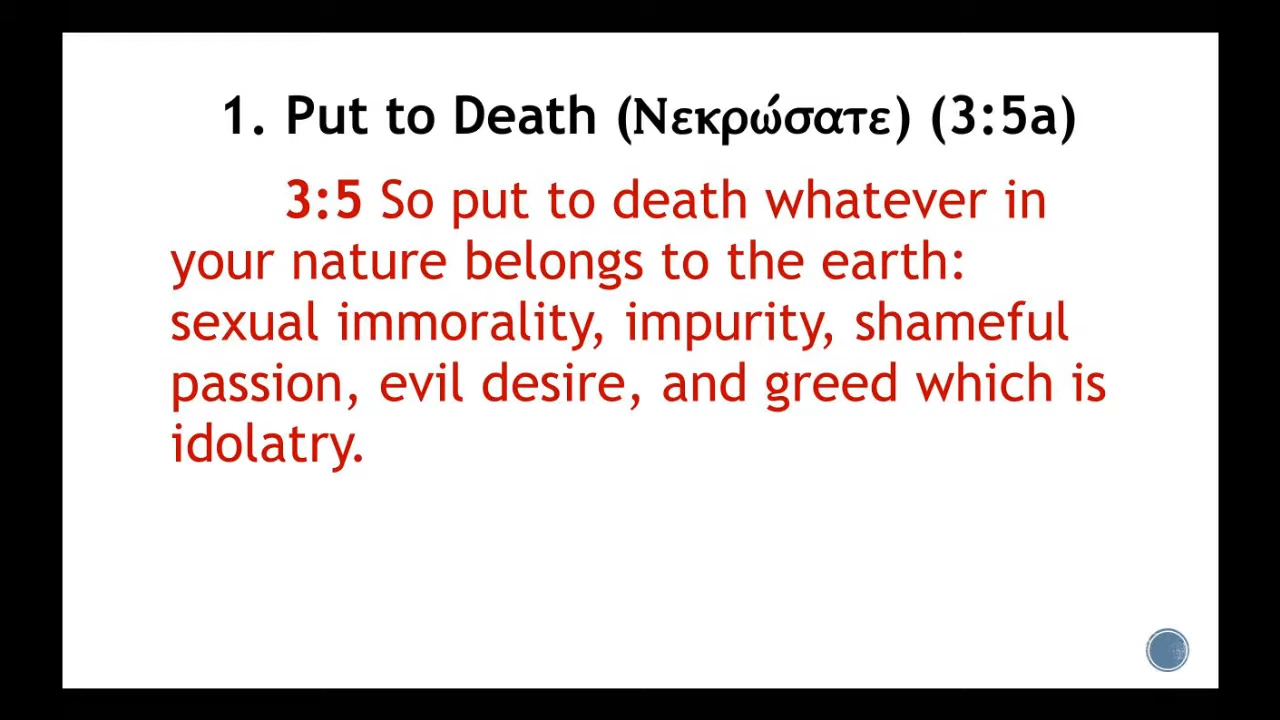 1. Put to Death (Νεκρώσατε) (3:5a)
3:5 So put to death whatever in
your nature belongs to the earth:
sexual immorality, impurity, shameful
passion, evil desire, and greed which is
idolatry.